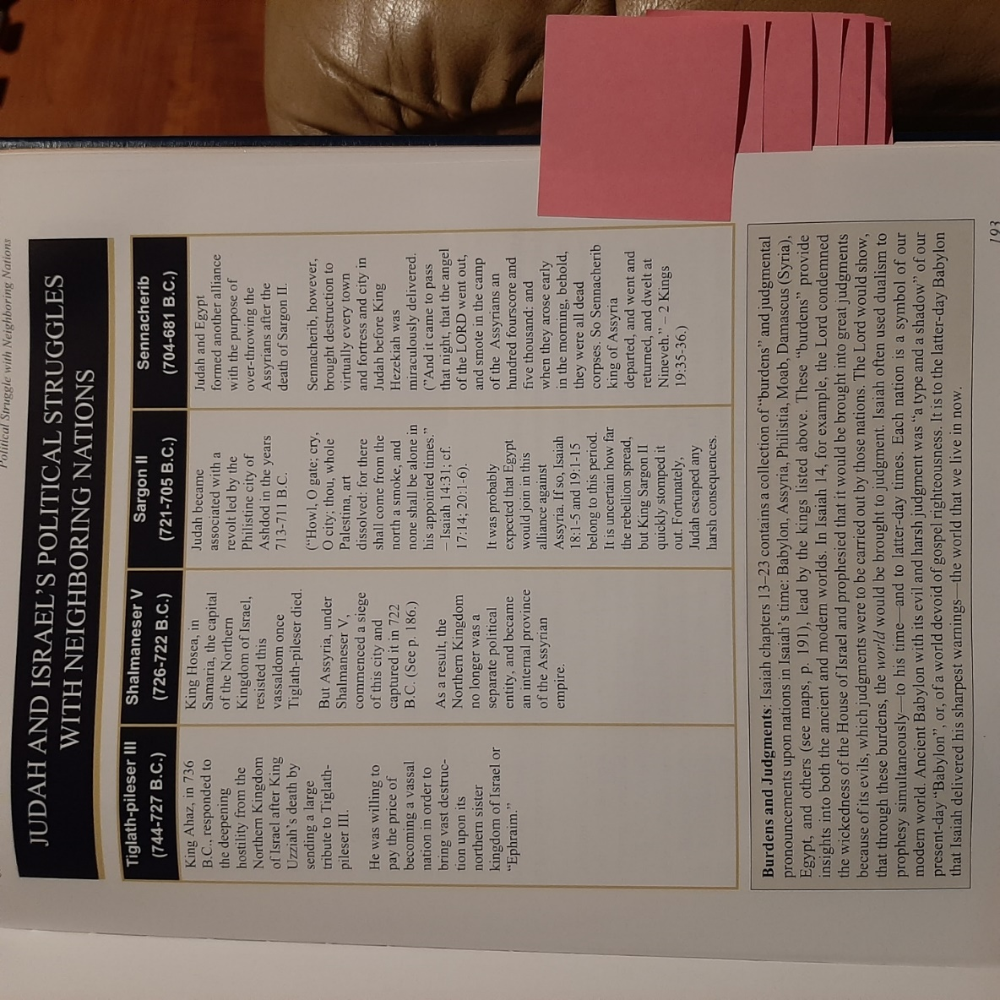 Political Struggle with Neighboring Nations
JUDAH AND ISRAEL'S POLITICAL STRUGGLES
WITH NEIGHBORING NATIONS
Tiglath-pileser III
(744-727 B.C.)
King Ahaz, in 736
B.C., responded to
the deepening
hostility from the
Northern Kingdom
of Israel after King
Uzziah's death by
sending a large
tribute to Tiglath-
pileser III.
He was willing to
pay the price of
becoming a vassal
nation in order to
bring vast destruc-
tion upon its
northern sister
kingdom of Israel or
“Ephraim.”
Shalmaneser V
(726-722 B.C.)
King Hosea, in
Samaria, the capital
of the Northern
Kingdom of Israel,
resisted this
vassaldom once
Tiglath-pileser died.
But Assyria, under
Shalmaneser V,
commenced a siege
of this city and
captured it in 722
B.C. (See p. 186.)
As a result, the
Northern Kingdom
no longer was a
separate political
entity, and became
an internal province
of the Assyrian
empire.
Sargon II
(721-705 B.C.)
Judah became
associated with a
revolt led by the
Philistine city of
Ashdod in the years
713-711 B.C.
(“Howl, O gate; cry,
O city; thou, whole
Palestina, art
dissolved: for there
shall come from the
north a smoke, and
none shall be alone in
his appointed times.”
– Isaiah 14:31; cf.
17:14; 20:1-6).
It was probably
expected that Egypt
would join in this
alliance against
Assyria. If so, Isaiah
18:1-5 and 19:1-15
belong to this period.
It is uncertain how far
the rebellion spread,
but King Sargon II
quickly stomped it
out. Fortunately,
Judah escaped any
harsh consequences.
Sennacherib
(704-681 B.C.)
Judah and Egypt
formed another alliance
with the purpose of
over-throwing the
Assyrians after the
death of Sargon II.
Sennacherib, however,
brought destruction to
virtually every town
and fortress and city in
Judah before King
Hezekiah was
miraculously delivered.
(“And it came to pass
that night, that the angel
of the LORD went out,
and smote in the camp
of the Assyrians an
hundred fourscore and
five thousand: and
when they arose early
in the morning, behold,
they were all dead
corpses. So Sennacherib
king of Assyria
departed, and went and
returned, and dwelt at
Nineveh.” – 2 Kings
19:35-36.)
Burdens and Judgments: Isaiah chapters 13–23 contains a collection of “burdens” and judgmental
pronouncements upon nations in Isaiah's time: Babylon, Assyria, Philistia, Moab, Damascus (Syria),
Egypt, and others (see maps, p. 191), lead by the kings listed above. These “burdens” provide
insights into both the ancient and modern worlds. In Isaiah 14, for example, the Lord condemned
the wickedness of the House of Israel and prophesied that it would be brought into great judgments
because of its evils, which judgments were to be carried out by those nations. The Lord would show,
that through these burdens, the world would be brought to judgment. Isaiah often used dualism to
prophesy simultaneously—to his time—and to latter-day times. Each nation is a symbol of our
modern world. Ancient Babylon with its evil and harsh judgment was “a type and a shadow” of our
present-day “Babylon”, or, of a world devoid of gospel righteousness. It is to the latter-day Babylon
that Isaiah delivered his sharpest warnings—the world that we live in now.
193